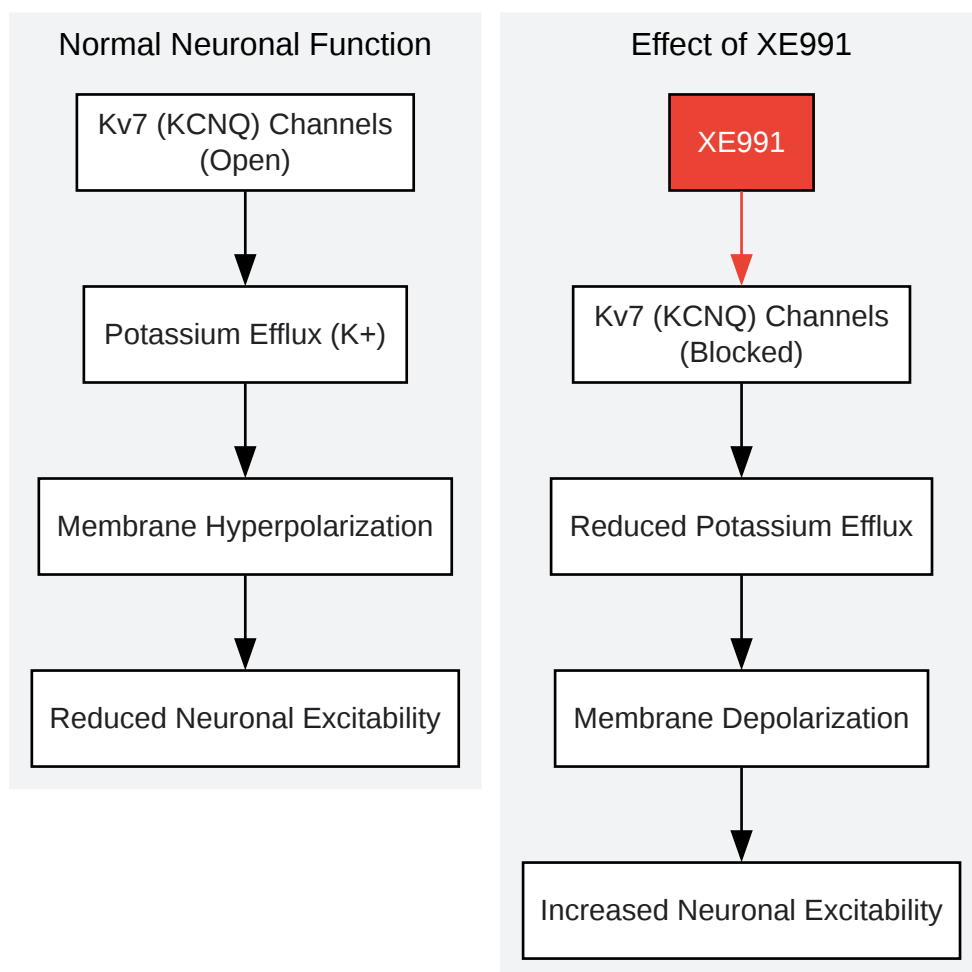 Normal Neuronal Function
Kv7 (KCNQ) Channels
(Open)
Potassium Efflux (K+)
Membrane Hyperpolarization
Reduced Neuronal Excitability
Effect of XE991
XE991
Kv7 (KCNQ) Channels
(Blocked)
Reduced Potassium Efflux
Membrane Depolarization
Increased Neuronal Excitability